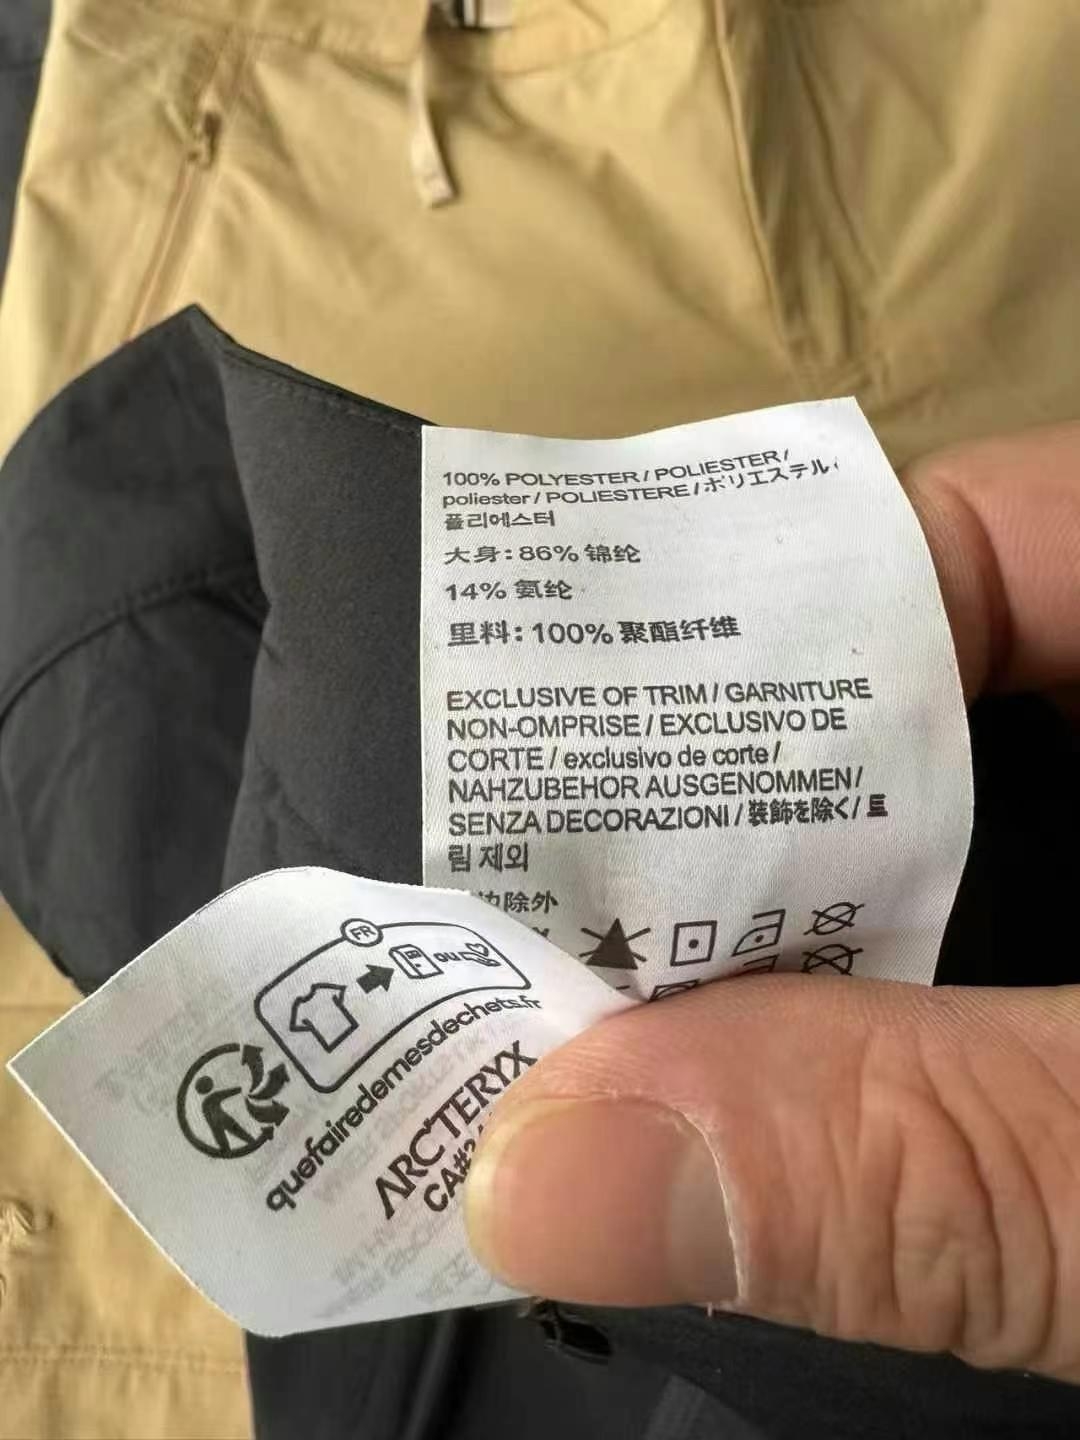 100% POLYESTER / POLIESTER /
poliester / POLIESTERE / ポリエステル
폴리에스터
大身：86% 锦纶
14% 氨纶
里料：100% 聚酯纤维
EXCLUSIVE OF TRIM / GARNITURE
NON-OMPRISE / EXCLUSIVO DE
CORTE / exclusivo de corte /
NAHZUBEHOR AUSGENOMMEN /
SENZA DECORAZIONI / 装飾を除く / 트
림 제외
边除外
FR
OU
quefairedemesdechets.fr
ARCTERYX
CA#